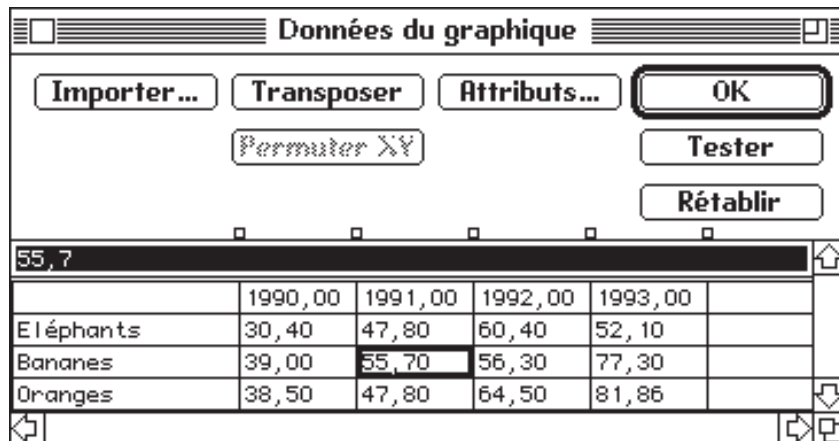 Données du graphique
Importer... Transposer Attributs... OK
Permuter XY Tester
Rétablir
55,7
1990,00 1991,00 1992,00 1993,00
Eléphants 30,40 47,80 60,40 52,10
Bananes 39,00 55,70 56,30 77,30
Oranges 38,50 47,80 64,50 81,86